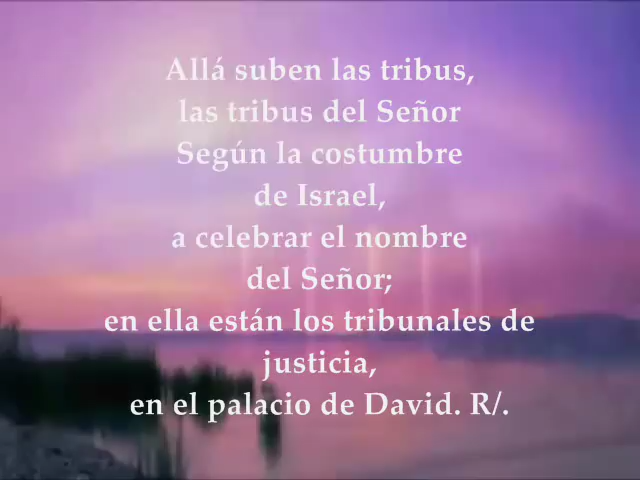 Allá suben las tribus,
las tribus del Señor
Según la costumbre
de Israel,
a celebrar el nombre
del Señor;
en ella están los tribunales de
justicia,
en el palacio de David. R/.